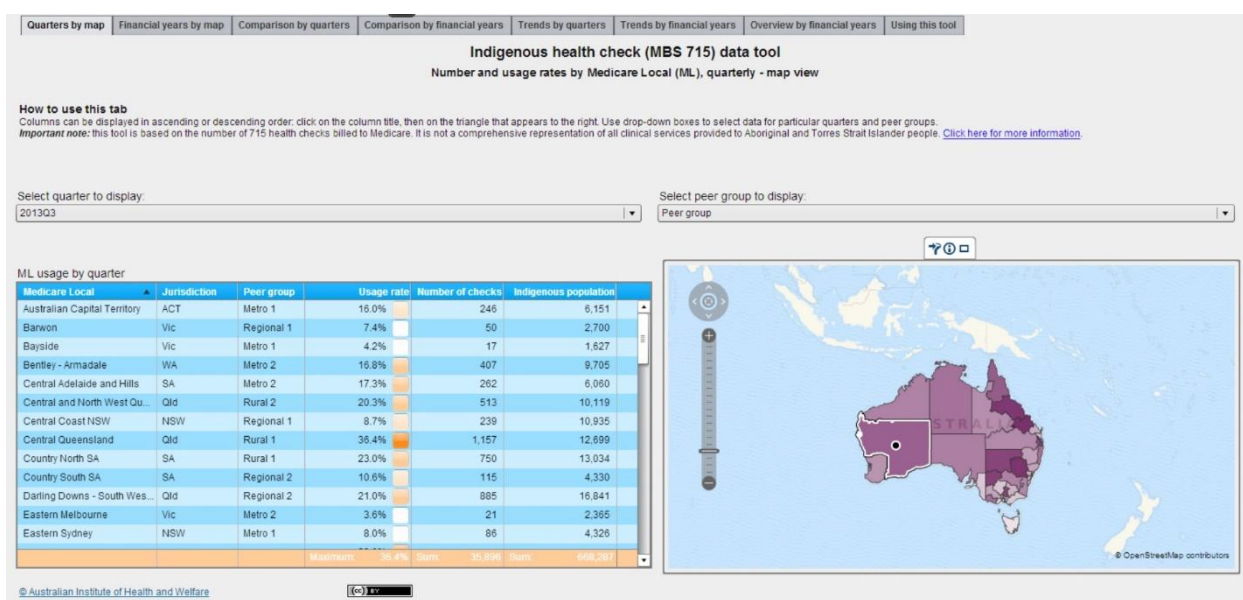 Quarters by map Financial years by map Comparison by quarters Comparison by financial years Trends by quarters Trends by financial years Overview by financial years Using this tool
Indigenous health check (MBS 715) data tool
Number and usage rates by Medicare Local (ML), quarterly - map view
How to use this tab
Columns can be displayed in ascending or descending order: click on the column title, then on the triangle that appears to the right. Use drop-down boxes to select data for particular quarters and peer groups.
Important note: this tool is based on the number of 715 health checks billed to Medicare. It is not a comprehensive representation of all clinical services provided to Aboriginal and Torres Strait Islander people. Click here for more information.
Select quarter to display:
2013Q3
Select peer group to display:
Peer group
ML usage by quarter
Medicare Local Jurisdiction Peer group Usage rate Number of checks Indigenous population
Australian Capital Territory ACT Metro 1 16.0% 246 6,151
Barwon Vic Regional 1 7.4% 50 2,700
Bayside Vic Metro 1 4.2% 17 1,627
Bentley - Armadale WA Metro 2 16.8% 407 9,705
Central Adelaide and Hills SA Metro 2 17.3% 262 6,060
Central and North West Qu... Qld Rural 2 20.3% 513 10,119
Central Coast NSW NSW Regional 1 8.7% 239 10,935
Central Queensland Qld Rural 1 36.4% 1,157 12,699
Country North SA SA Rural 1 23.0% 750 13,034
Country South SA SA Regional 2 10.6% 115 4,330
Darling Downs - South Wes... Qld Regional 2 21.0% 885 16,841
Eastern Melbourne Vic Metro 2 3.6% 21 2,365
Eastern Sydney NSW Metro 1 8.0% 86 4,326
Maximum: 36.4% Sum: 35,896 Sum:
STRALI
© OpenStreetMap contributors
© Australian Institute of Health and Welfare
(cc) BY